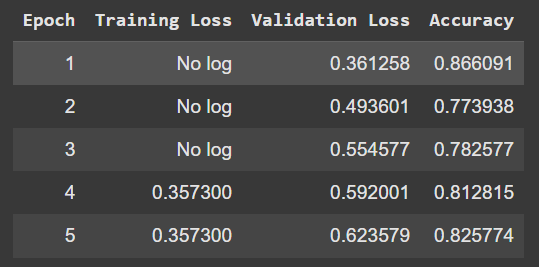 Epoch Training Loss Validation Loss Accuracy
1 No log 0.361258 0.866091
2 No log 0.493601 0.773938
3 No log 0.554577 0.782577
4 0.357300 0.592001 0.812815
5 0.357300 0.623579 0.825774